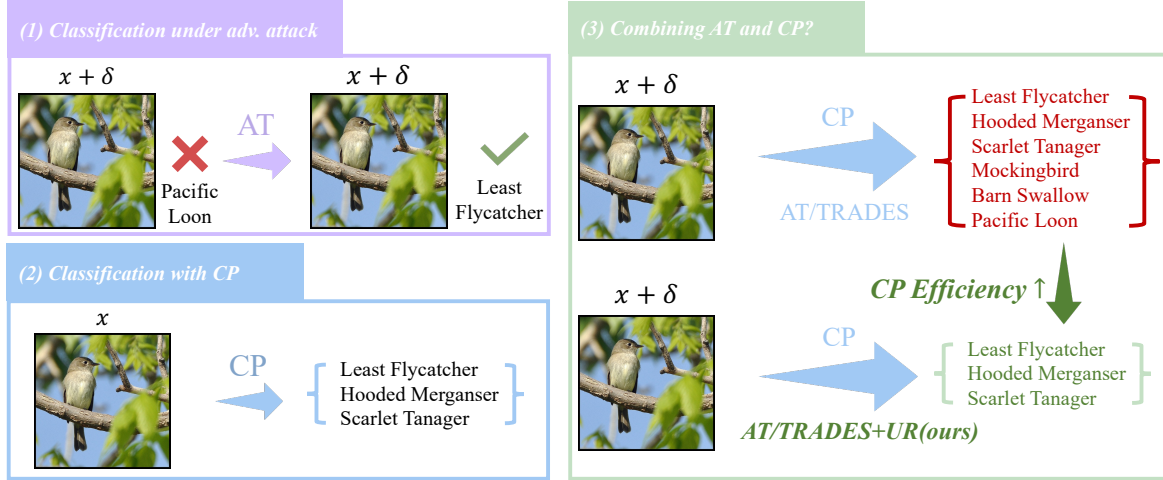 (1) Classification under adv. attack
x + δ
AT
x + δ
Pacific
Loon
Least
Flycatcher
(2) Classification with CP
x
CP
Least Flycatcher
Hooded Merganser
Scarlet Tanager
(3) Combining AT and CP?
x + δ
CP
AT/TRADES
Least Flycatcher
Hooded Merganser
Scarlet Tanager
Mockingbird
Barn Swallow
Pacific Loon
CP Efficiency ↑
x + δ
CP
AT/TRADES+UR(ours)
Least Flycatcher
Hooded Merganser
Scarlet Tanager